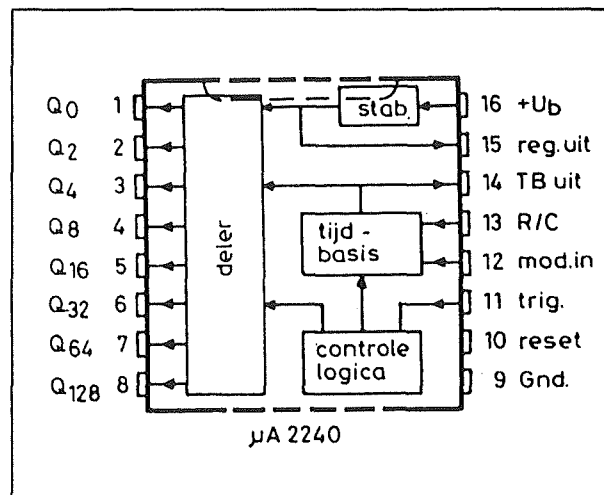 Q0 1 stab. 16 +Ub
Q2 2 15 reg.uit
Q4 3 14 TB uit
Q8 4 tijd- 13 R/C
Q16 5 basis 12 mod.in
deler
Q32 6 11 trig.
Q64 7 controle 10 reset
Q128 8 logica 9 Gnd.
µA 2240